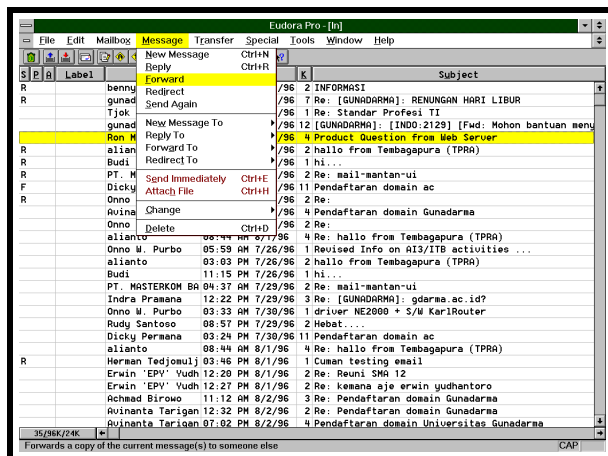 Eudora Pro - [In]
File Edit Mailbox Message Transfer Special Tools Window Help
New Message Ctrl+N
Reply Ctrl+R
Forward
Redirect
Send Again
New Message To
Reply To
Forward To
Redirect To
Send Immediately Ctrl+E
Attach File Ctrl+H
Change
Delete Ctrl+D
S P A Label K Subject
R benny /96 2 INFORMASI
R gunad /96 7 Re: [GUNADARMA]: RENUNGAN HARI LIBUR
Tjok /96 1 Re: Standar Profesi TI
gunad /96 12 [GUNADARMA]: [INDO:2129] [Fwd: Mohon bantuan meny
Ron M /96 4 Product Question from Web Server
R alian /96 2 hallo from Tembagapura (TPRA)
R Budi /96 1 hi...
R PT. M /96 2 Re: mail-mantan-ui
F Dicky /96 11 Pendaftaran domain ac
R Onno /96 2 Re:
Avina /96 4 Pendaftaran domain Gunadarma
Onno /96 2 Re:
alianto 08:44 AM 8/1/96 4 Re: hallo from Tembagapura (TPRA)
Onno W. Purbo 05:59 AM 7/26/96 1 Revised Info on AI3/ITB activities ...
alianto 03:03 PM 7/26/96 2 hallo from Tembagapura (TPRA)
Budi 11:15 PM 7/26/96 1 hi...
PT. MASTERKOM BA 04:37 AM 7/29/96 2 Re: mail-mantan-ui
Indra Pramana 12:22 PM 7/29/96 3 Re: [GUNADARMA]: gdarma.ac.id?
Onno W. Purbo 03:33 AM 7/30/96 1 driver NE2000 + S/W KarlRouter
Rudy Santoso 08:57 PM 7/29/96 2 Hebat....
Dicky Permana 03:24 PM 7/30/96 11 Pendaftaran domain ac
alianto 08:44 AM 8/1/96 4 Re: hallo from Tembagapura (TPRA)
R Herman Tedjomulj 03:46 PM 8/1/96 1 Cuman testing email
Erwin 'EPY' Yudh 12:20 PM 8/1/96 2 Re: Reuni SMA 12
Erwin 'EPY' Yudh 12:27 PM 8/1/96 2 Re: kemana aje erwin yudhantoro
Achmad Birowo 11:12 AM 8/2/96 3 Re: Pendaftaran domain Gunadarma
Avinanta Tarigan 12:32 PM 8/2/96 2 Re: Pendaftaran domain Gunadarma
Avinanta Tarigan 07:02 PM 8/2/96 4 Pendaftaran domain Universitas Gunadarma
35/96K/24K
Forwards a copy of the current message(s) to someone else CAP